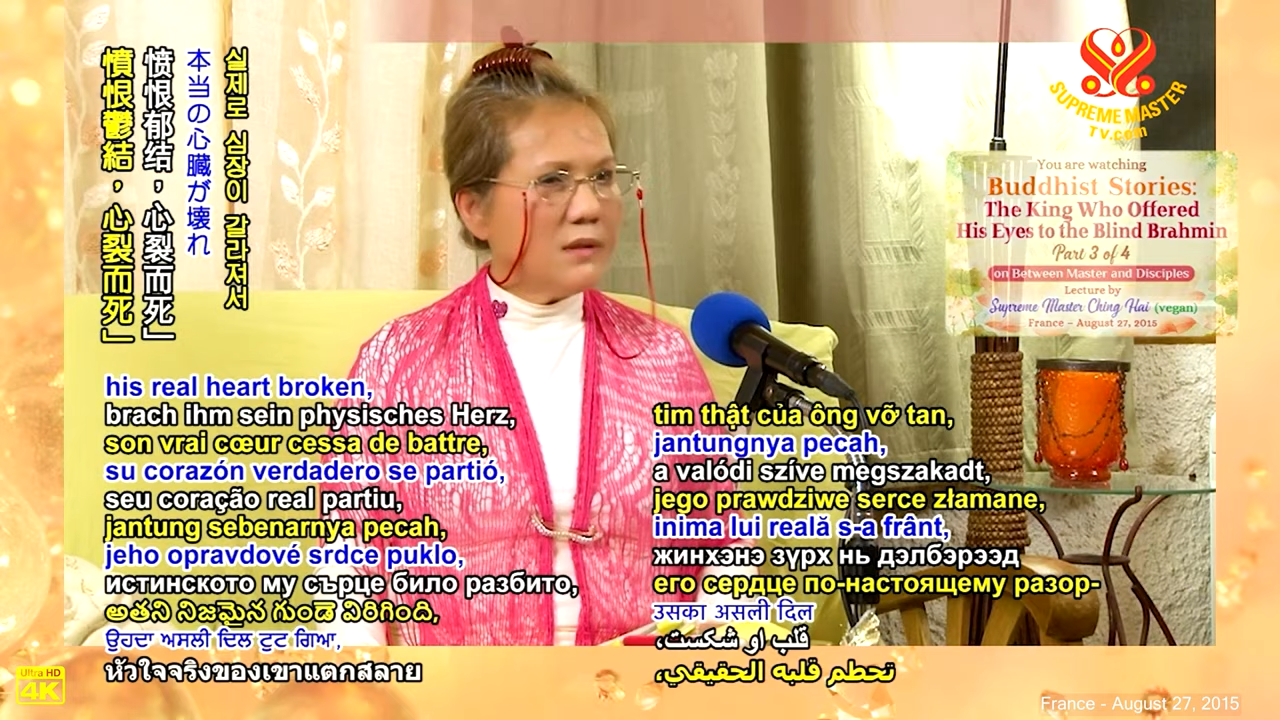 실제로 심장이 갈라져서
本当の心臓が壊れ
愤恨郁结，心裂而死」
憤恨鬱結，心裂而死」
SUPREME MASTER
TV.com
You are watching
Buddhist Stories:
The King Who Offered
His Eyes to the Blind Brahmin
Part 3 of 4
on Between Master and Disciples
Lecture by
Supreme Master Ching Hai (vegan)
France – August 27, 2015
his real heart broken,
brach ihm sein physisches Herz,
son vrai cœur cessa de battre,
su corazón verdadero se partió,
seu coração real partiu,
jantung sebenarnya pecah,
jeho opravdové srdce puklo,
истинското му сърце било разбито,
అతని నిజమైన గుండె విరిగింది,
ਉਹਦਾ ਅਸਲੀ ਦਿਲ ਟੁਟ ਗਿਆ,
หัวใจจริงของเขาแตกสลาย
tim thật của ông vỡ tan,
jantungnya pecah,
a valódi szíve megszakadt,
jego prawdziwe serce złamane,
inima lui reală s-a frânt,
жинхэнэ зүрх нь дэлбэрээд
его сердце по-настоящему разор-
उसका असली दिल
قلب او شکست،
تحطم قلبه الحقيقي،
Ultra HD
4K
France - August 27, 2015